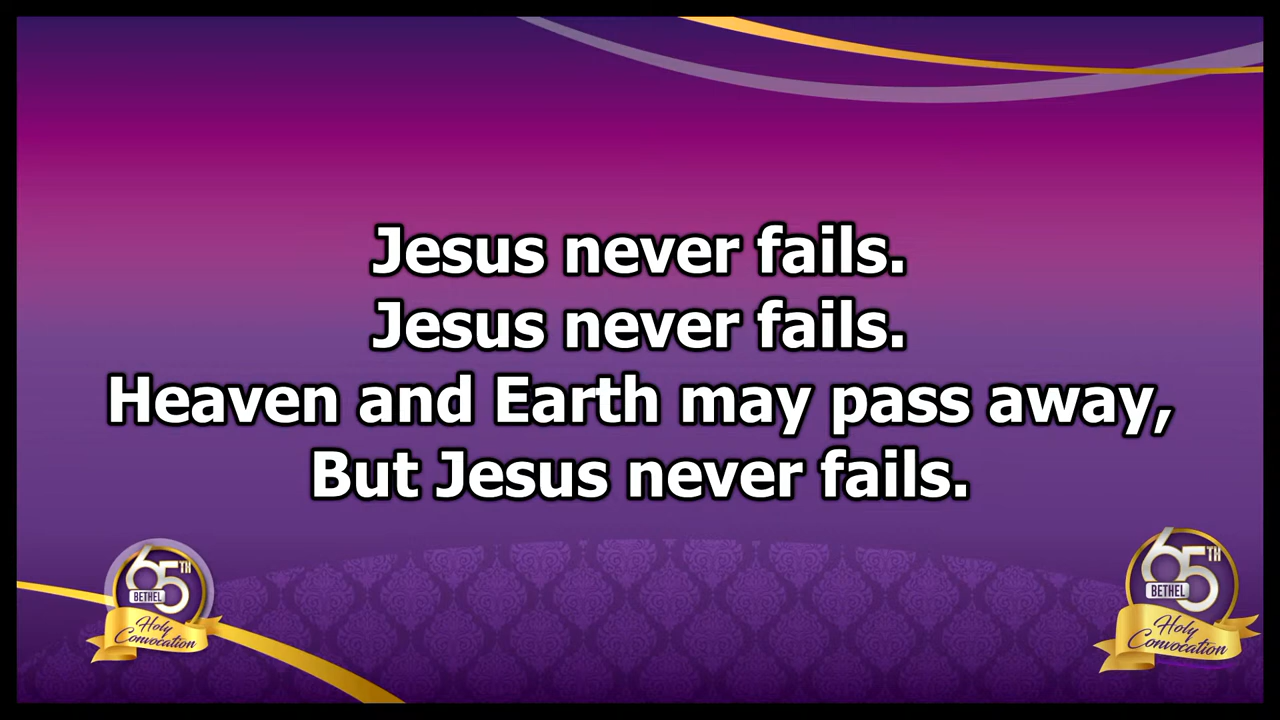 Jesus never fails.
Jesus never fails.
Heaven and Earth may pass away,
But Jesus never fails.
65TH
BETHEL
Holy
Convocation
65TH
BETHEL
Holy
Convocation